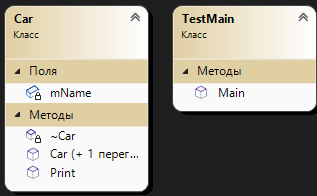 Car
Класс
Поля
mName
Методы
~Car
Car (+ 1 перег...
Print
TestMain
Класс
Методы
Main